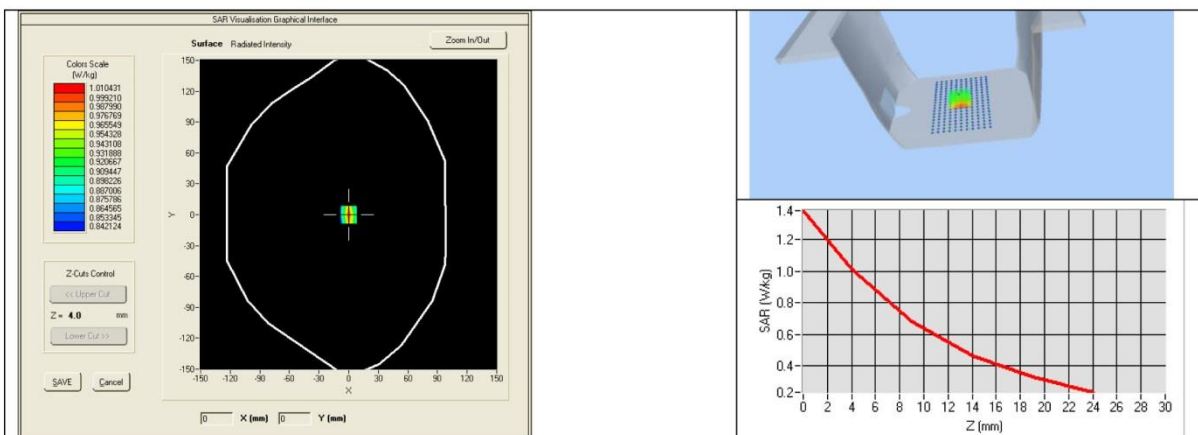 SAR Visualisation Graphical Interface
Surface Radiated Intensity
Zoom In/Out
Colors Scale
(W/kg)
1.010431
0.999210
0.987990
0.976769
0.965549
0.954328
0.943108
0.931888
0.920667
0.909447
0.898226
0.887006
0.875786
0.864565
0.853345
0.842124
Z-Cuts Control
<< Upper Cut
Z = 4.0 mm
Lower Cut >>
SAVE Cancel
150
120
90
60
30
0
-30
-60
-90
-120
-150
Y
-150 -120 -90 -60 -30 0 30 60 90 120 150
X
0 X (mm) 0 Y (mm)
1.4
1.2
1.0
0.8
0.6
0.4
0.2
SAR (W/kg)
0 2 4 6 8 10 12 14 16 18 20 22 24 26 28 30
Z (mm)